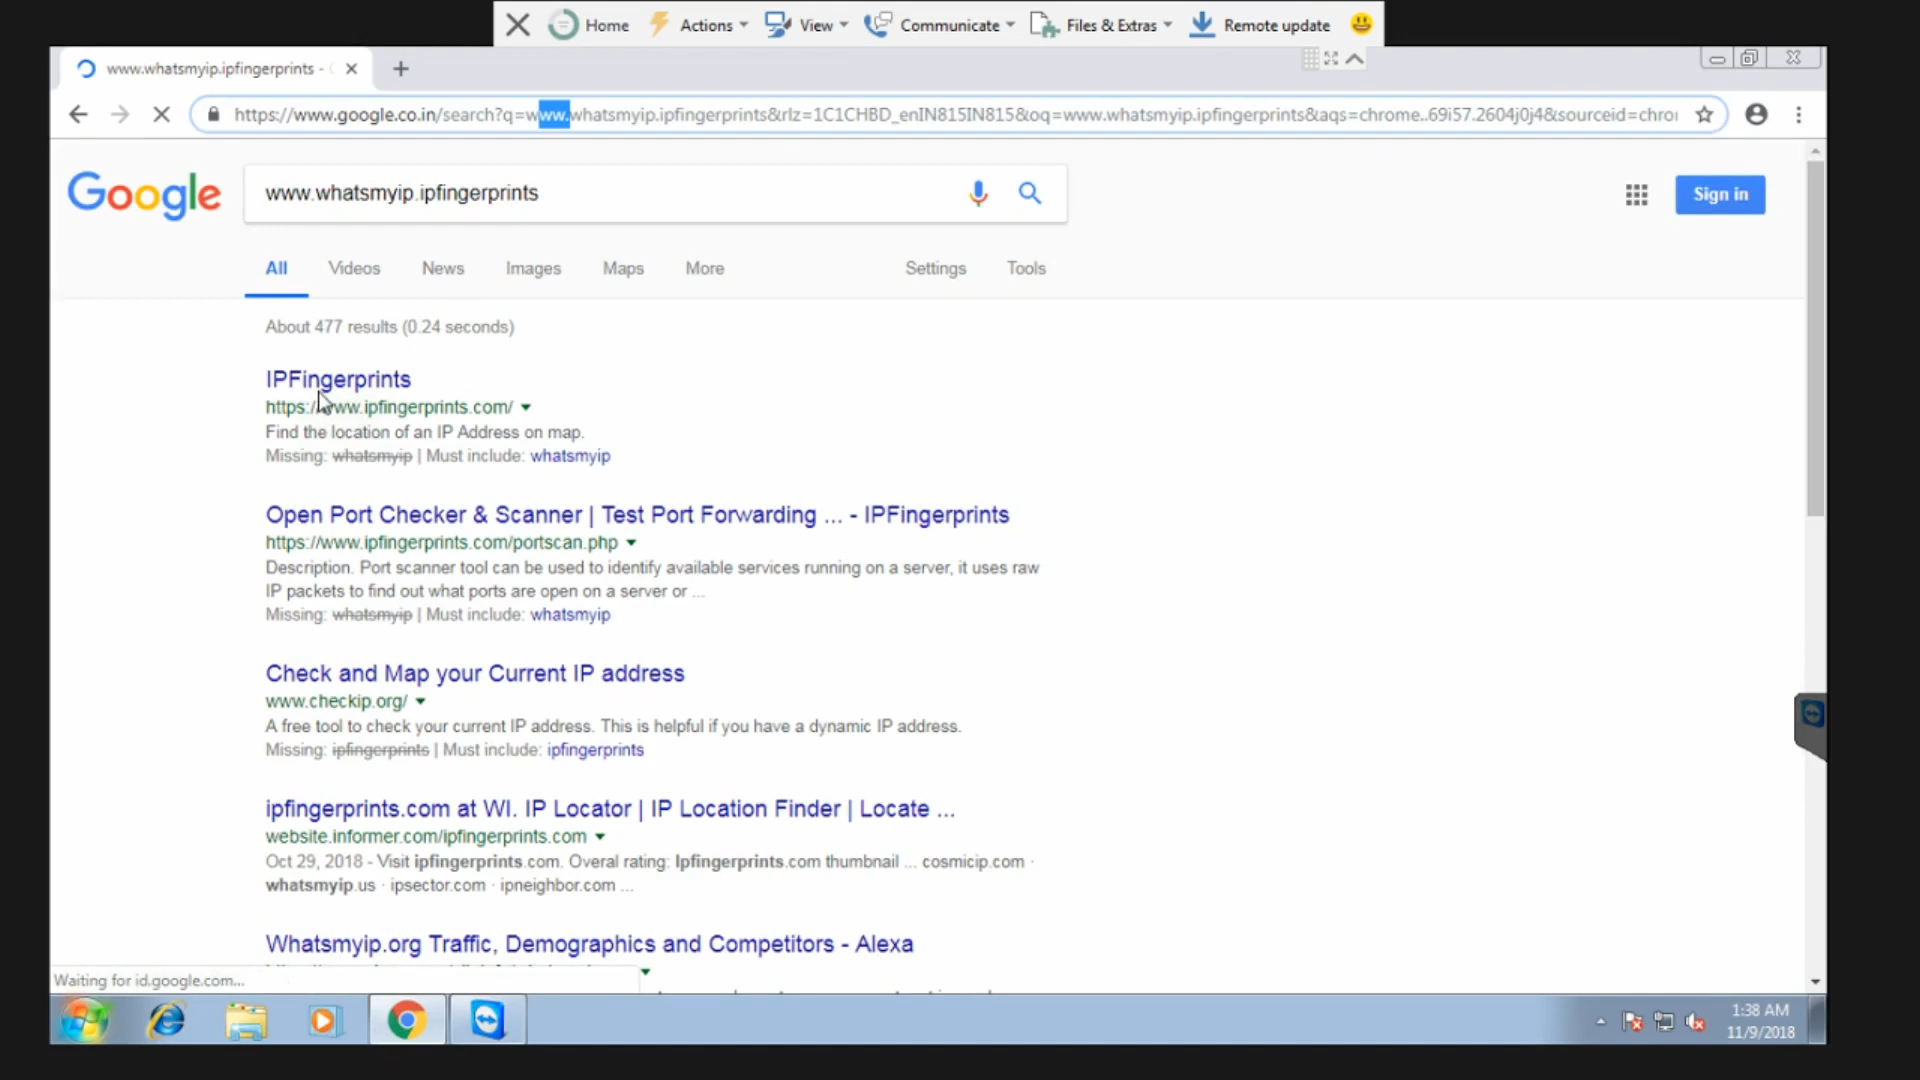 Home Actions View Communicate Files & Extras Remote update
www.whatsmyip.ipfingerprints -
https://www.google.co.in/search?q=www.whatsmyip.ipfingerprints&rlz=1C1CHBD_enIN815IN815&oq=www.whatsmyip.ipfingerprints&aqs=chrome..69i57.2604j0j4&sourceid=chro
Google
www.whatsmyip.ipfingerprints
Sign in
All Videos News Images Maps More Settings Tools
About 477 results (0.24 seconds)
IPFingerprints
https://www.ipfingerprints.com/
Find the location of an IP Address on map.
Missing: whatsmyip | Must include: whatsmyip
Open Port Checker & Scanner | Test Port Forwarding ... - IPFingerprints
https://www.ipfingerprints.com/portscan.php
Description. Port scanner tool can be used to identify available services running on a server, it uses raw
IP packets to find out what ports are open on a server or ...
Missing: whatsmyip | Must include: whatsmyip
Check and Map your Current IP address
www.checkip.org/
A free tool to check your current IP address. This is helpful if you have a dynamic IP address.
Missing: ipfingerprints | Must include: ipfingerprints
ipfingerprints.com at WI. IP Locator | IP Location Finder | Locate ...
website.informer.com/ipfingerprints.com
Oct 29, 2018 - Visit ipfingerprints.com. Overal rating: Ipfingerprints.com thumbnail ... cosmicip.com ·
whatsmyip.us · ipsector.com · ipneighbor.com ...
Whatsmyip.org Traffic, Demographics and Competitors - Alexa
Waiting for id.google.com...
1:38 AM
11/9/2018